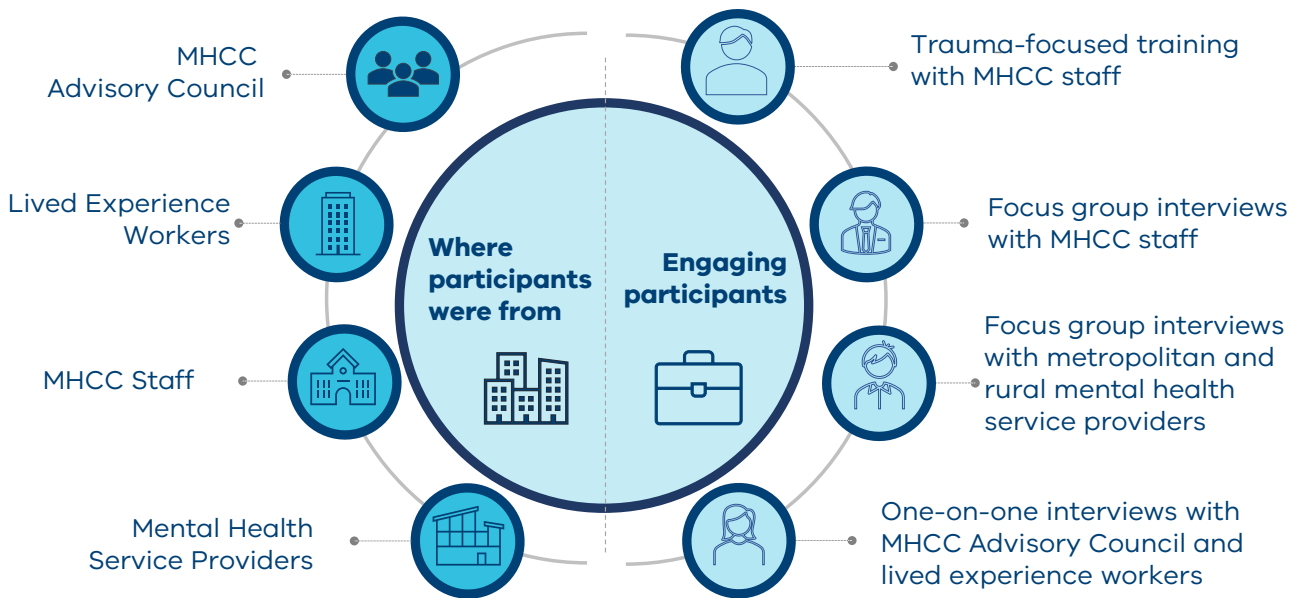 MHCC
Advisory Council
Lived Experience
Workers
MHCC Staff
Mental Health
Service Providers
Where
participants
were from
Engaging
participants
Trauma-focused training
with MHCC staff
Focus group interviews
with MHCC staff
Focus group interviews
with metropolitan and
rural mental health
service providers
One-on-one interviews with
MHCC Advisory Council and
lived experience workers